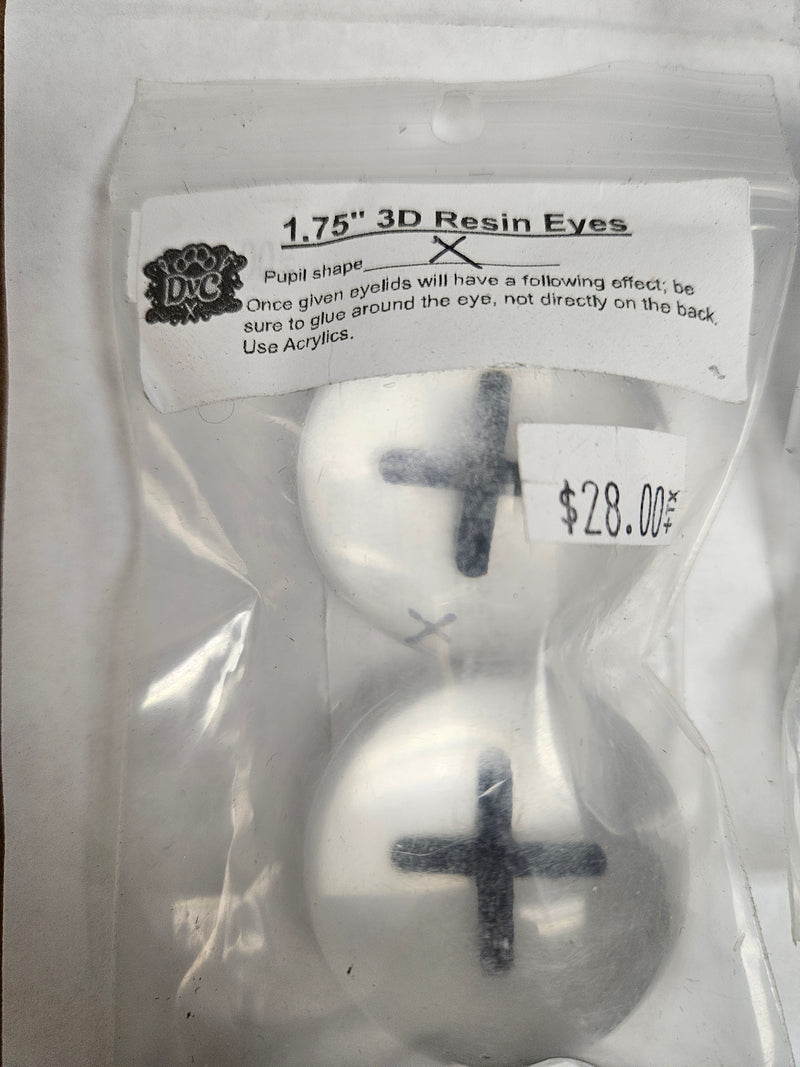 1.75" 3D Resin Eyes
Pupil shape X
Once given eyelids will have a following effect; be
sure to glue around the eye, not directly on the back.
Use Acrylics.
DvC
X
$28.00
X